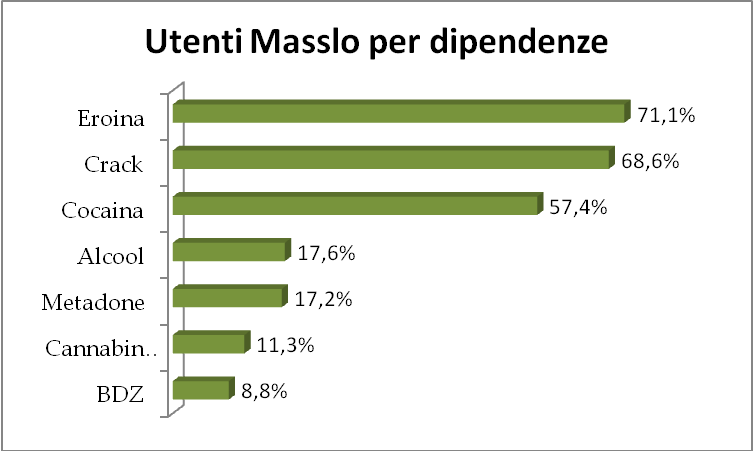 Utenti Masslo per dipendenze
Eroina 71,1%
Crack 68,6%
Cocaina 57,4%
Alcool 17,6%
Metadone 17,2%
Cannabin.. 11,3%
BDZ 8,8%